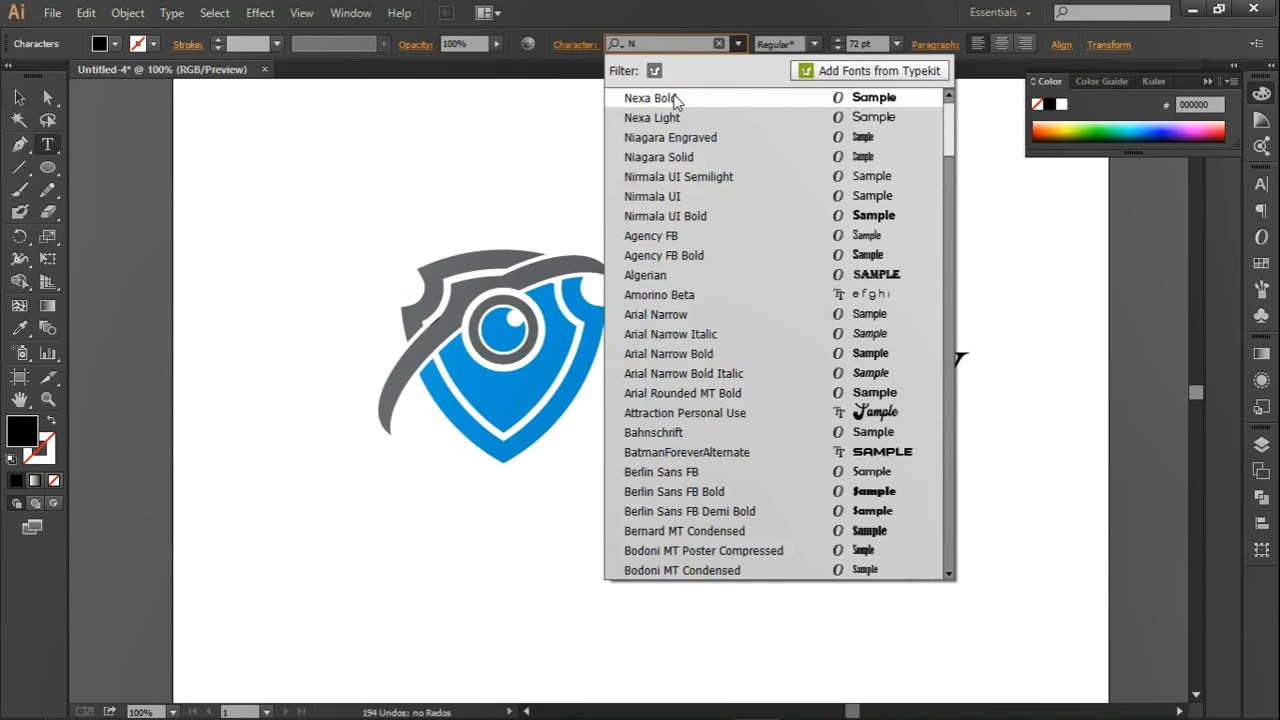 Ai File Edit Object Type Select Effect View Window Help Br Essentials
Characters Stroke: Opacity: 100% Character: N Regular* 72 pt Paragraph: Align Transform
Untitled-4* @ 100% (RGB/Preview)
Filter: Add Fonts from Typekit
Color Color Guide Kuler
# 000000
Nexa Bold O Sample
Nexa Light O Sample
Niagara Engraved O Sample
Niagara Solid O Sample
Nirmala UI Semilight O Sample
Nirmala UI O Sample
Nirmala UI Bold O Sample
Agency FB O Sample
Agency FB Bold O Sample
Algerian O SAMPLE
Amorino Beta TT efghi
Arial Narrow O Sample
Arial Narrow Italic O Sample
Arial Narrow Bold O Sample
Arial Narrow Bold Italic O Sample
Arial Rounded MT Bold O Sample
Attraction Personal Use TT Sample
Bahnschrift O Sample
BatmanForeverAlternate TT SAMPLE
Berlin Sans FB O Sample
Berlin Sans FB Bold O Sample
Berlin Sans FB Demi Bold O Sample
Bernard MT Condensed O Sample
Bodoni MT Poster Compressed O Sample
Bodoni MT Condensed O Sample
y
100% 1 194 Undos; no Redos